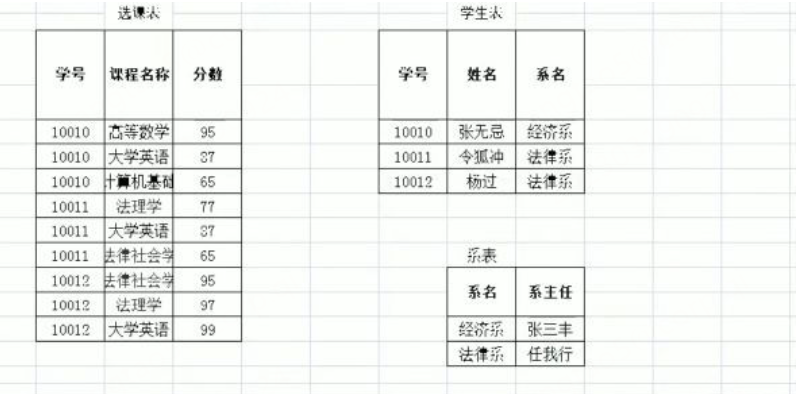 选课表
学号 课程名称 分数
10010 高等数学 95
10010 大学英语 87
10010 计算机基础 65
10011 法理学 77
10011 大学英语 87
10011 法律社会学 65
10012 法律社会学 95
10012 法理学 97
10012 大学英语 99
学生表
学号 姓名 系名
10010 张无忌 经济系
10011 令狐冲 法律系
10012 杨过 法律系
系表
系名 系主任
经济系 张三丰
法律系 任我行